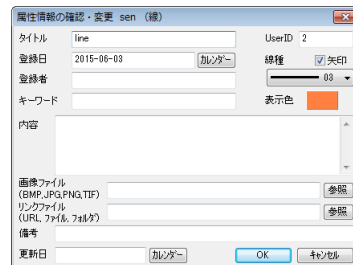 属性情報の確認・変更 sen （線）
タイトル line UserID 2
登録日 2015-06-03 カレンダー 線種 矢印
登録者 03
キーワード 表示色
内容
画像ファイル
(BMP,JPG,PNG,TIF) 参照
リンクファイル
(URL, ファイル, フォルダ) 参照
備考
更新日 カレンダー OK キャンセル